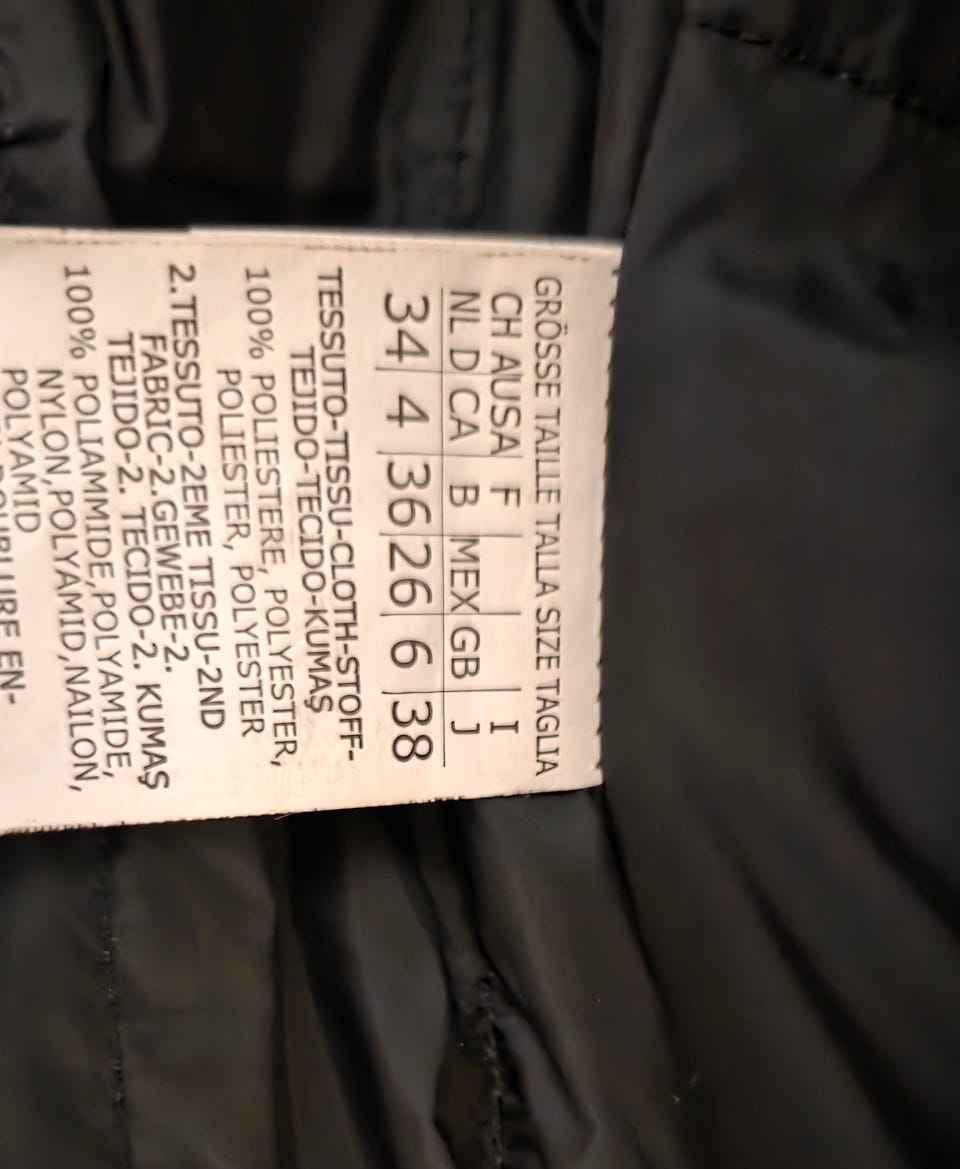 GRÖSSE TAILLE TALLA SIZE TAGLIA
CH A USA F I
NL D CA B MEX GB J
34 4 36 26 6 38
TESSUTO-TISSU-CLOTH-STOFF-
TEJIDO-TECIDO-KUMAŞ
100% POLIESTERE, POLYESTER,
POLIESTER, POLYESTER
2.TESSUTO-2EME TISSU-2ND
FABRIC-2.GEWEBE-2.
TEJIDO-2. TECIDO-2. KUMAŞ
100% POLIAMMIDE,POLYAMIDE,
NYLON,POLYAMID,NAILON,
POLYAMID
EN-